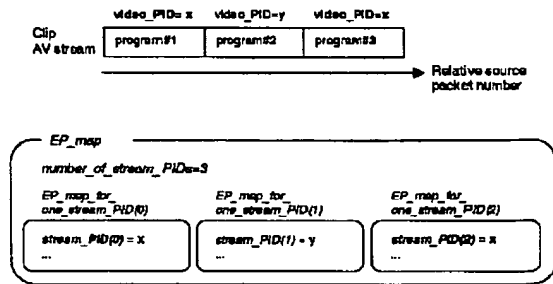 video_PID= x video_PID=y video_PID=x
Clip
AV stream
program#1 program#2 program#3
Relative source
packet number
EP_map
number_of_stream_PIDs=3
EP_map_for_
one_stream_PID(0)
EP_map_for_
one_stream_PID(1)
EP_map_for_
one_stream_PID(2)
stream_PID(0) = x
...
stream_PID(1) = y
...
stream_PID(2) = x
...